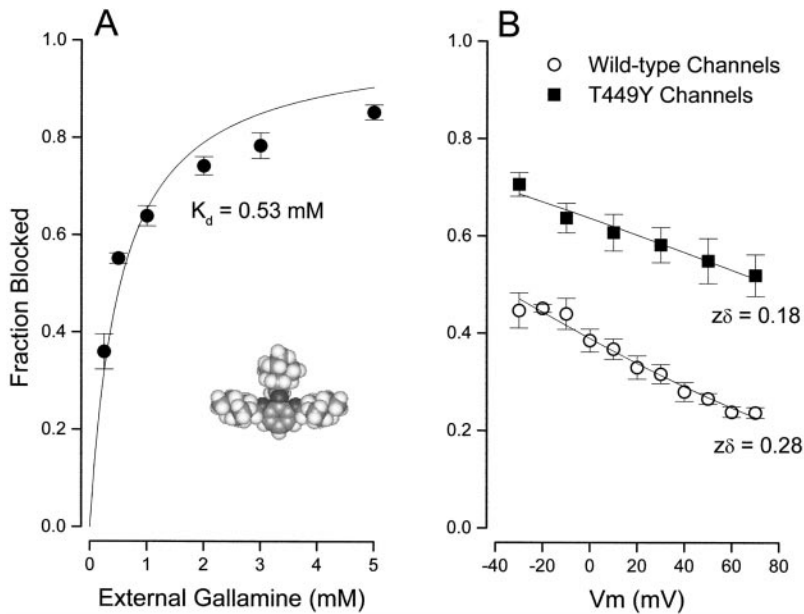 A
Fraction Blocked
1.0
0.8
0.6
0.4
0.2
0.0
K_d = 0.53 mM
0 1 2 3 4 5
External Gallamine (mM)
B
1.0
0.8
0.6
0.4
0.2
0.0
Wild-type Channels
T449Y Channels
zδ = 0.18
zδ = 0.28
-40 -20 0 20 40 60 80
Vm (mV)